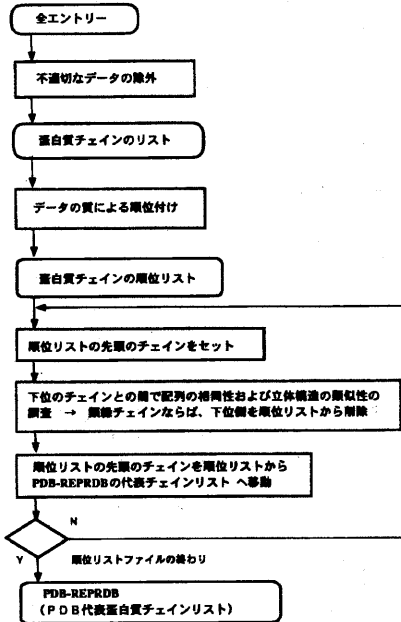 全エントリー
不適切なデータの除外
蛋白質チェインのリスト
データの質による順位付け
蛋白質チェインの順位リスト
順位リストの先頭のチェインをセット
下位のチェインとの間で配列の相同性および立体構造の類似性の
調査 → 類縁チェインならば、下位側を順位リストから削除
順位リストの先頭のチェインを順位リストから
PDB-REPRDBの代表チェインリスト へ移動
N
Y 順位リストファイルの終わり
PDB-REPRDB
(PDB代表蛋白質チェインリスト)